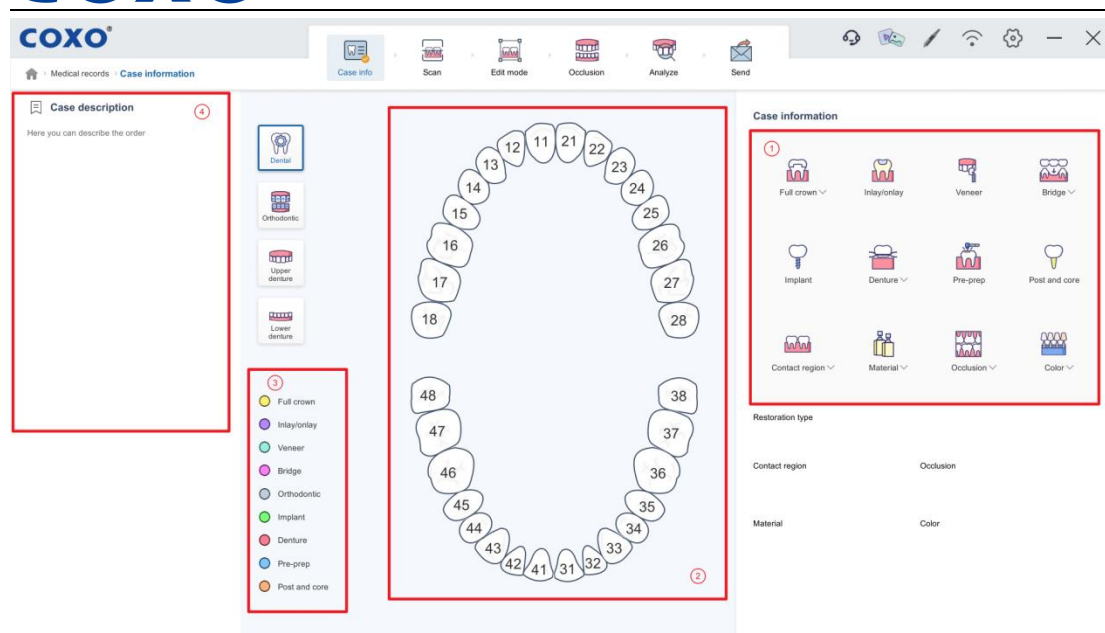 COXO
COXO®
Case info
Scan
Edit mode
Occlusion
Analyze
Send
Medical records
Case information
Case description
④
Here you can describe the order
Dental
Orthodontic
Upper
denture
Lower
denture
③
Full crown
Inlay/onlay
Veneer
Bridge
Orthodontic
Implant
Denture
Pre-prep
Post and core
18 17 16 15 14 13 12 11 21 22 23 24 25 26 27 28
48 47 46 45 44 43 42 41 31 32 33 34 35 36 37 38
②
Case information
①
Full crown
Inlay/onlay
Veneer
Bridge
Implant
Denture
Pre-prep
Post and core
Contact region
Material
Occlusion
Color
Restoration type
Contact region
Occlusion
Material
Color